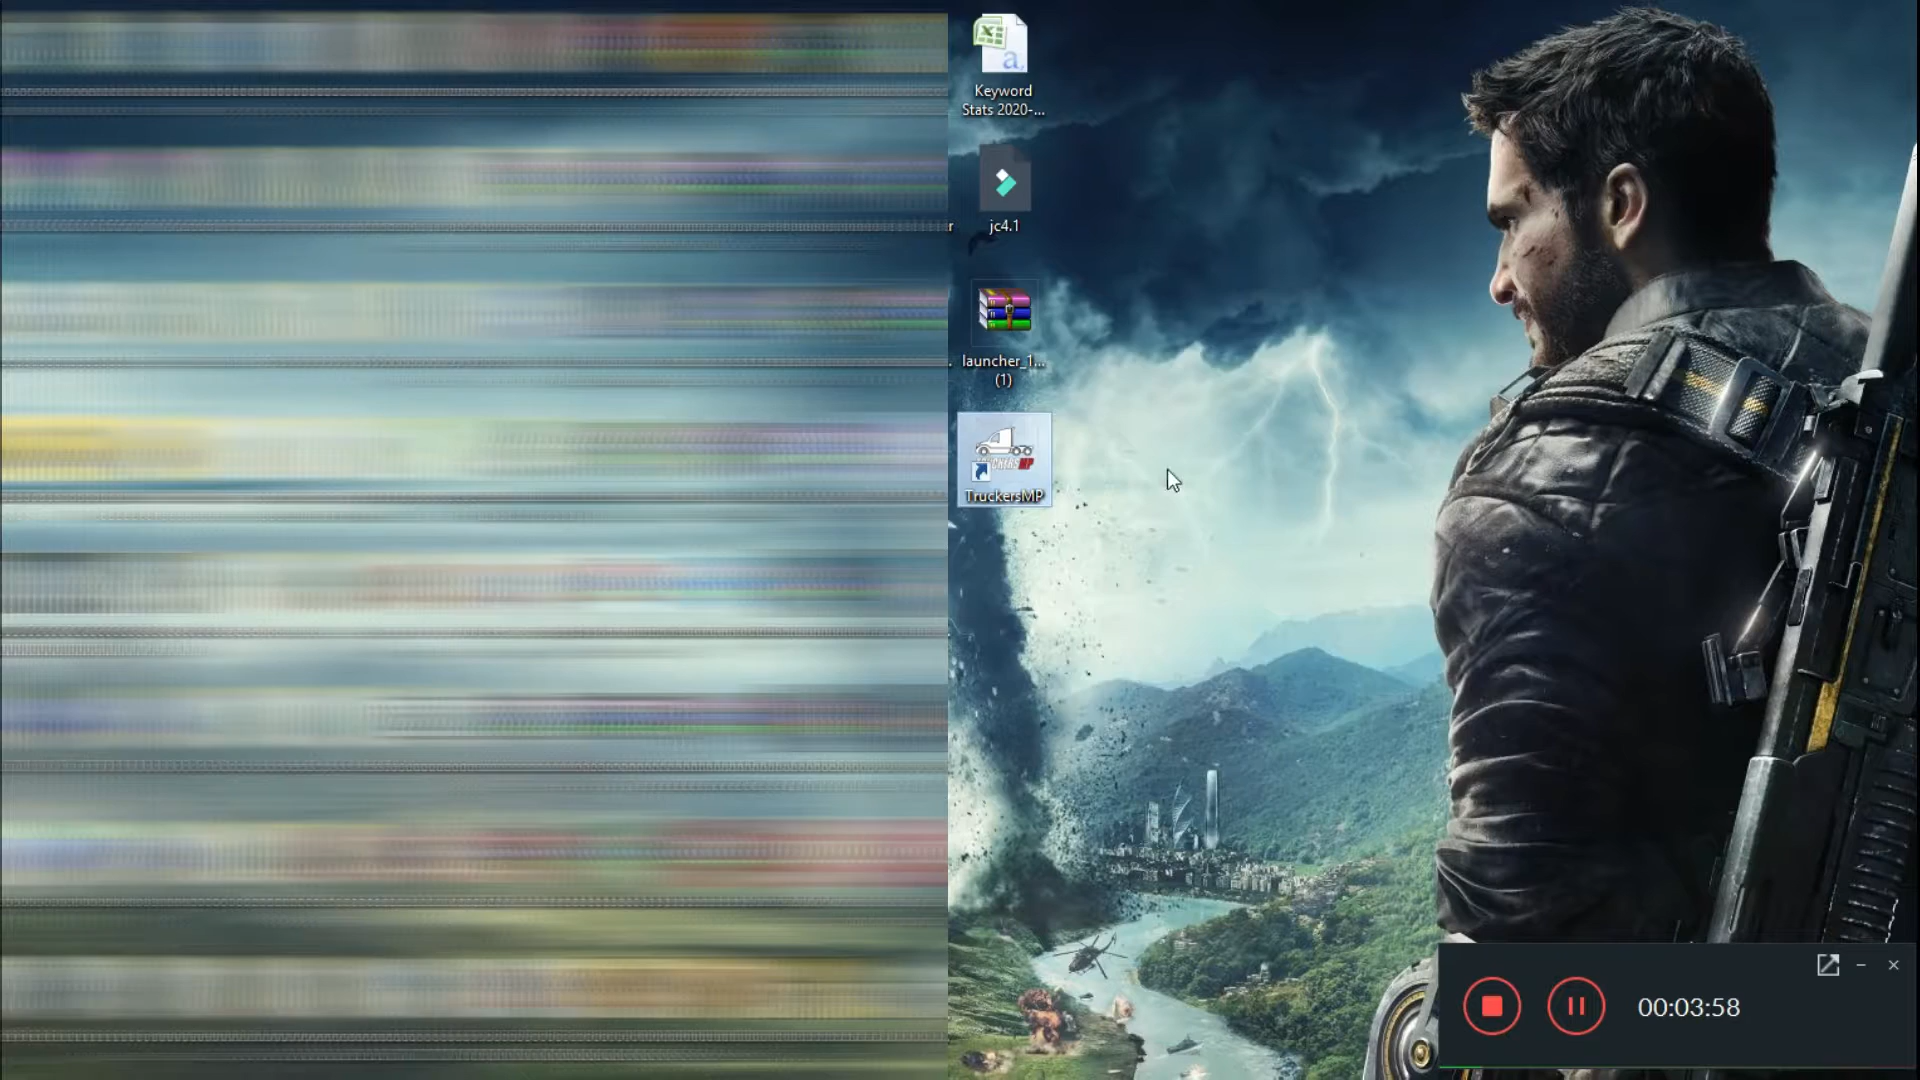 Keyword
Stats 2020-...
r
jc4.1
launcher_1...
(1)
TruckersMP
00:03:58